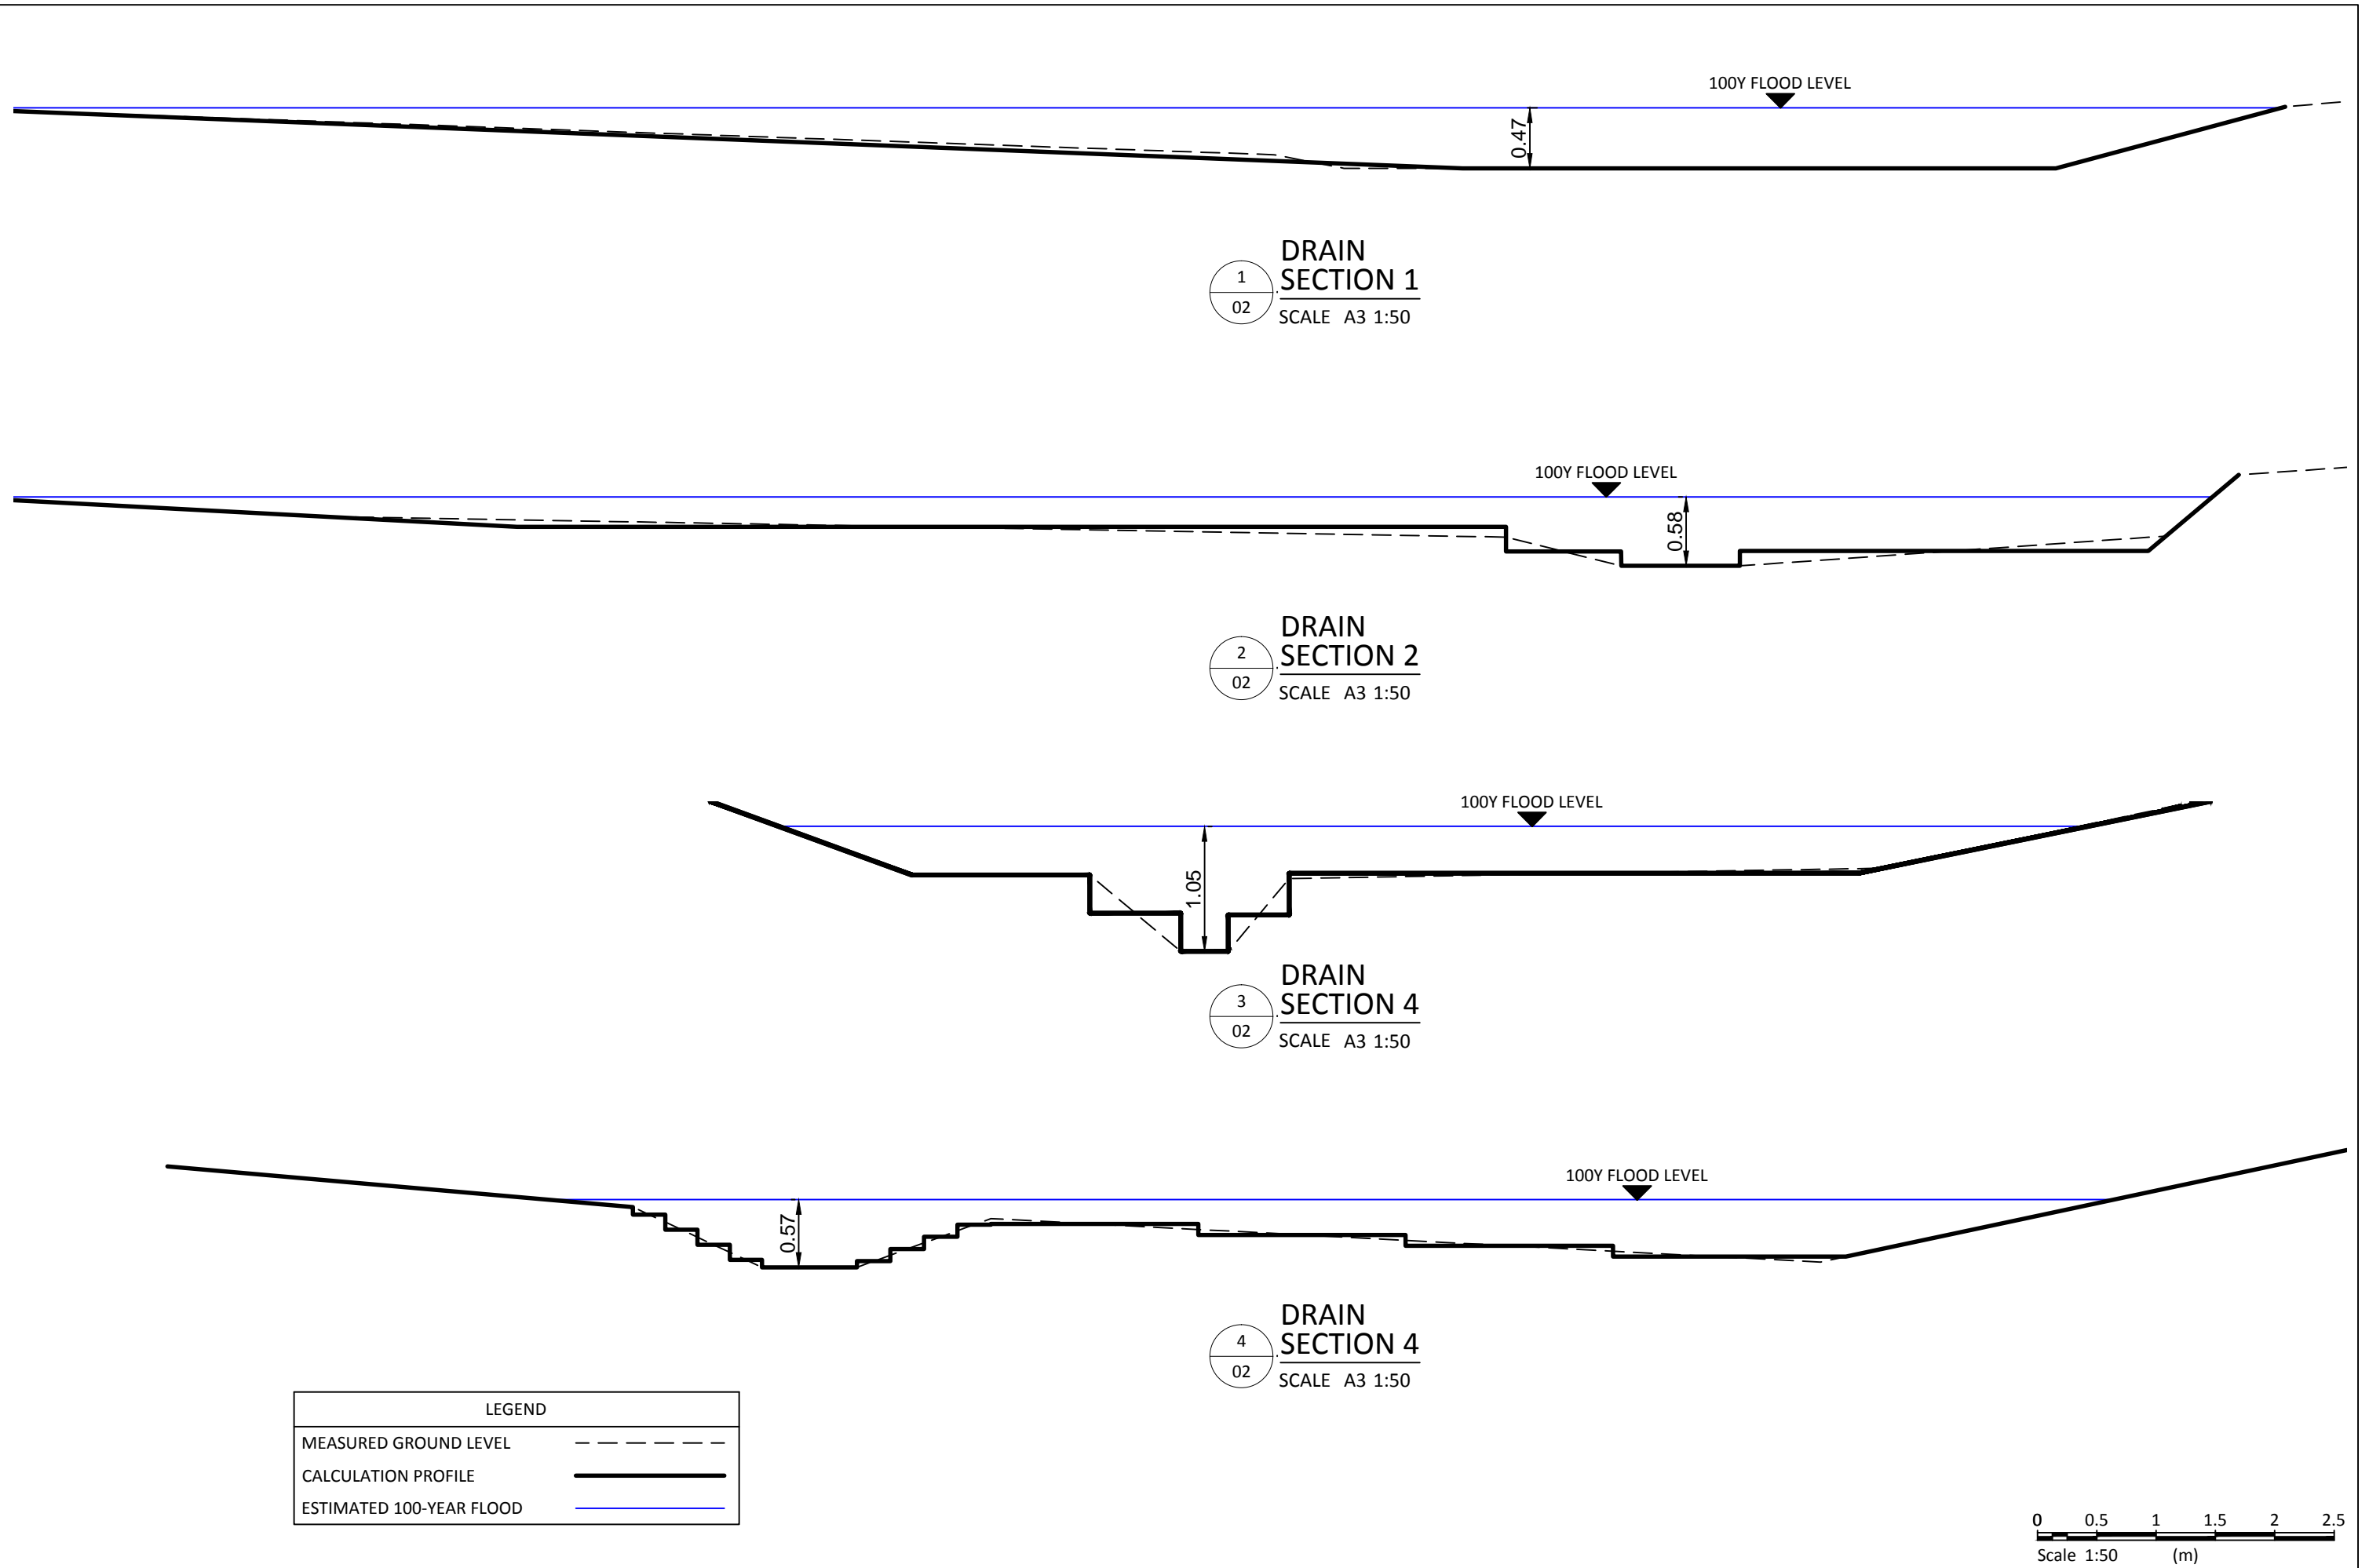 100Y FLOOD LEVEL
0.47
DRAIN
1
SECTION 1
02
SCALE A3 1:50
100Y FLOOD LEVEL
0.58
DRAIN
2
SECTION 2
02
SCALE A3 1:50
100Y FLOOD LEVEL
1.05
DRAIN
3
SECTION 4
02
SCALE A3 1:50
100Y FLOOD LEVEL
0.57
DRAIN
4
SECTION 4
02
SCALE A3 1:50
LEGEND
MEASURED GROUND LEVEL
CALCULATION PROFILE
ESTIMATED 100-YEAR FLOOD
0 0.5 1 1.5 2 2.5
Scale 1:50 (m)